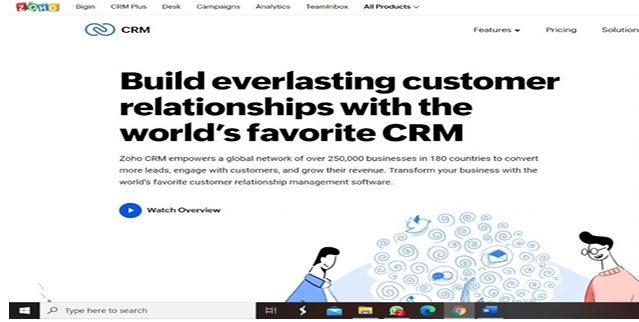 ZOHO Bigin CRM Plus Desk Campaigns Analytics TeamInbox All Products
CRM Features Pricing Solution
Build everlasting customer
relationships with the
world's favorite CRM
Zoho CRM empowers a global network of over 250,000 businesses in 180 countries to convert
more leads, engage with customers, and grow their revenue. Transform your business with the
world's favorite customer relationship management software.
Watch Overview
Type here to search